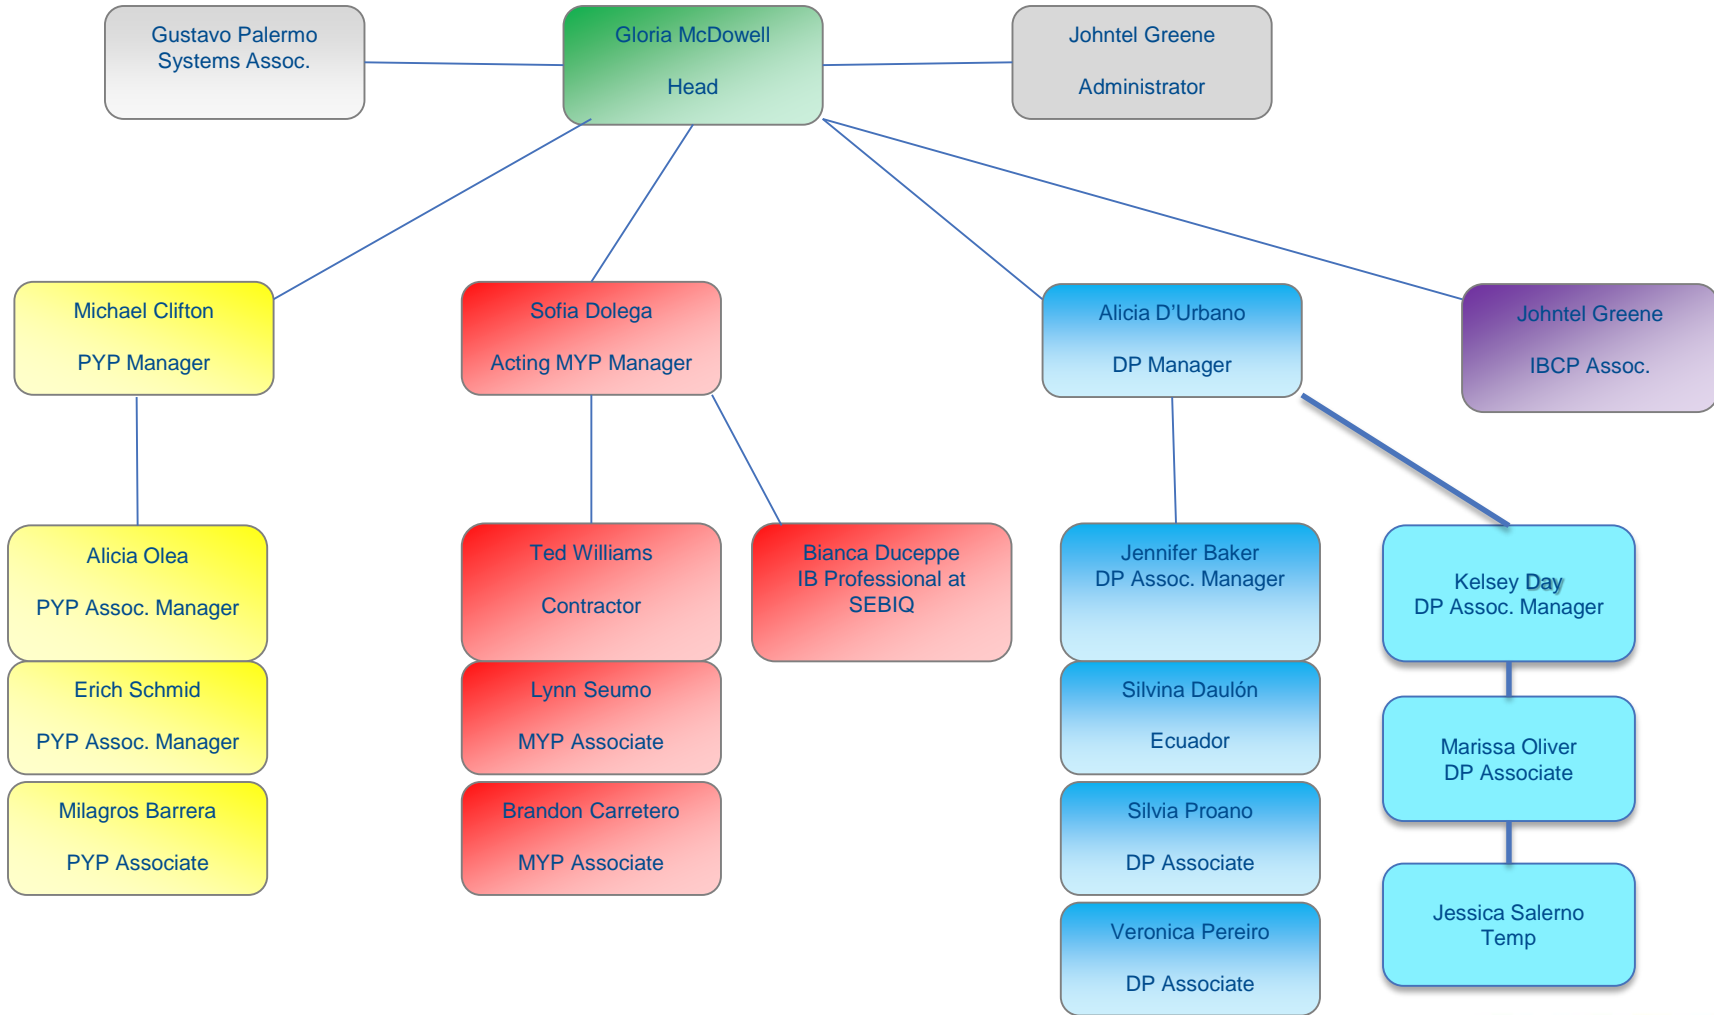 Gustavo Palermo
Systems Assoc.
Gloria McDowell
Head
Johntel Greene
Administrator
Michael Clifton
PYP Manager
Sofia Dolega
Acting MYP Manager
Alicia D’Urbano
DP Manager
Johntel Greene
IBCP Assoc.
Alicia Olea
PYP Assoc. Manager
Erich Schmid
PYP Assoc. Manager
Milagros Barrera
PYP Associate
Ted Williams
Contractor
Lynn Seumo
MYP Associate
Brandon Carretero
MYP Associate
Bianca Duceppe
IB Professional at
SEBIQ
Jennifer Baker
DP Assoc. Manager
Silvina Daulón
Ecuador
Silvia Proano
DP Associate
Veronica Pereiro
DP Associate
Kelsey Day
DP Assoc. Manager
Marissa Oliver
DP Associate
Jessica Salerno
Temp